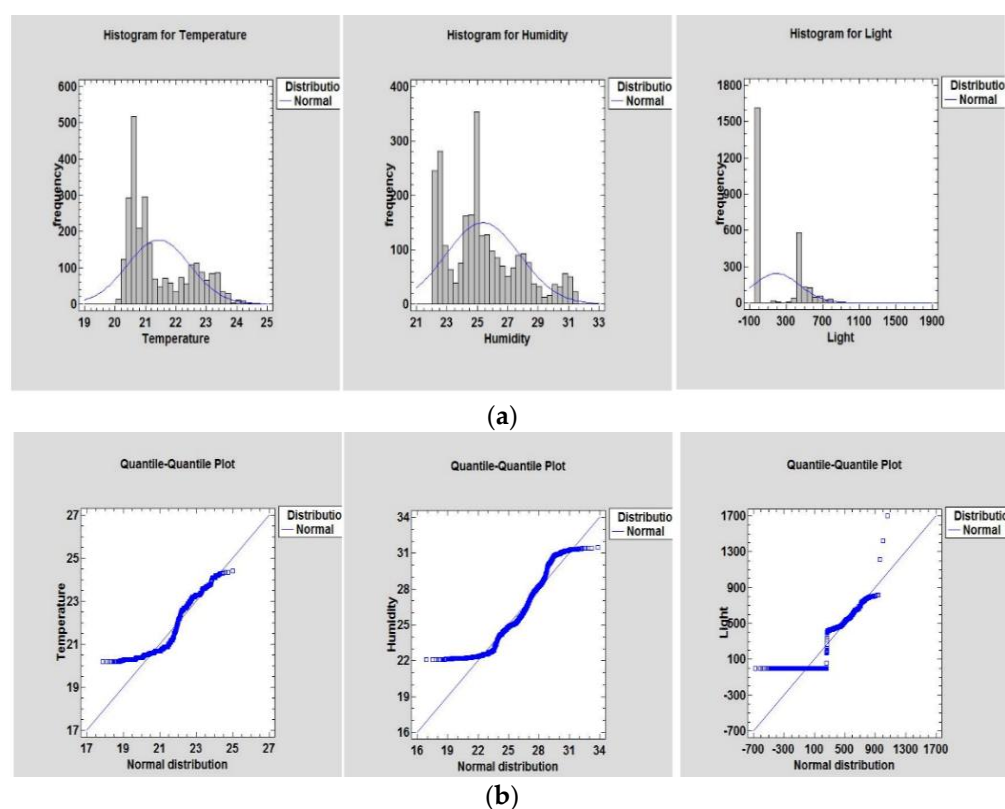 Histogram for Temperature
Distributio
Normal
frequency
600
500
400
300
200
100
0
19 20 21 22 23 24 25
Temperature
Histogram for Humidity
Distributio
Normal
frequency
400
300
200
100
0
21 23 25 27 29 31 33
Humidity
Histogram for Light
Distributio
Normal
frequency
1800
1500
1200
900
600
300
0
-100 300 700 1100 1500 1900
Light
(a)
Quantile-Quantile Plot
Distributio
Normal
Temperature
27
25
23
21
19
17
17 19 21 23 25 27
Normal distribution
Quantile-Quantile Plot
Distributio
Normal
Humidity
34
31
28
25
22
19
16
16 19 22 25 28 31 34
Normal distribution
Quantile-Quantile Plot
Distributio
Normal
Light
1700
1300
900
500
100
-300
-700
-700 -300 100 500 900 1300 1700
Normal distribution
(b)